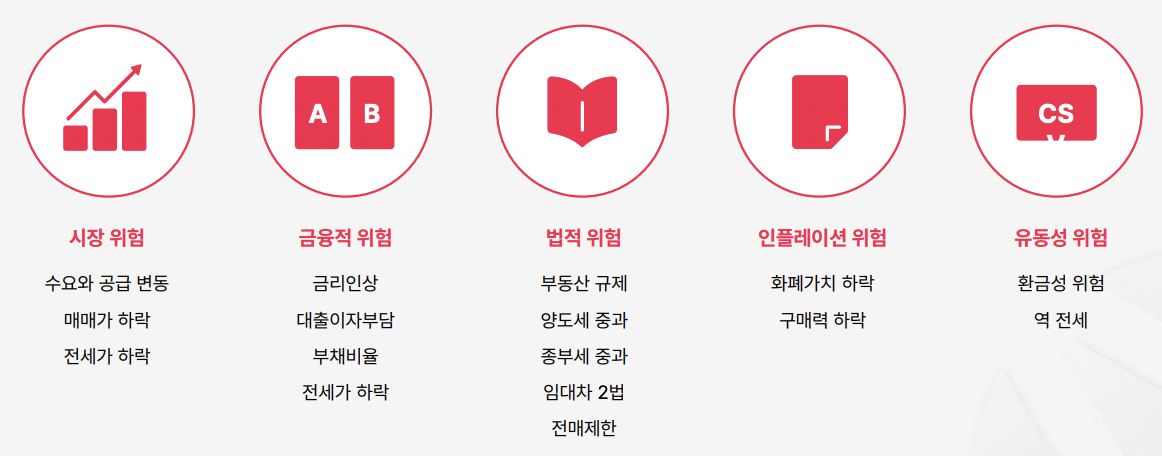 A B
CS
V
시장 위험
수요와 공급 변동
매매가 하락
전세가 하락
금융적 위험
금리인상
대출이자부담
부채비율
전세가 하락
법적 위험
부동산 규제
양도세 중과
종부세 중과
임대차 2법
전매제한
인플레이션 위험
화폐가치 하락
구매력 하락
유동성 위험
환금성 위험
역 전세